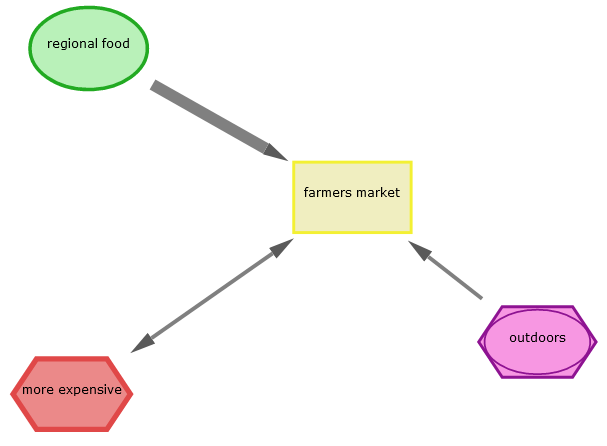 regional food
farmers market
outdoors
more expensive